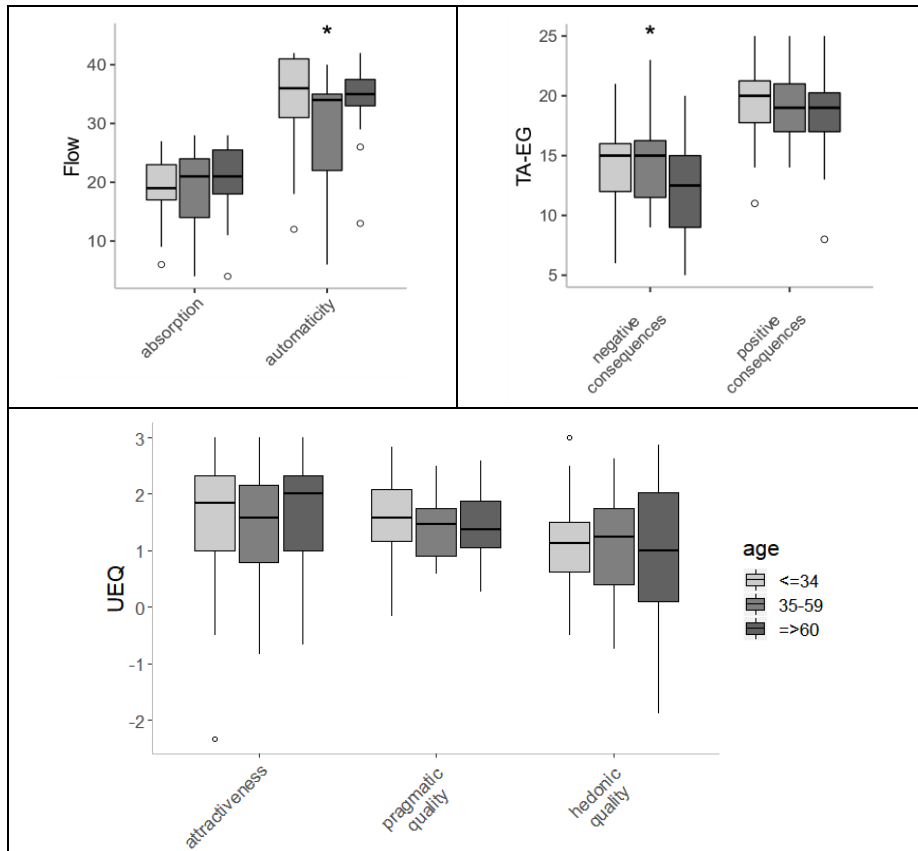 Flow
40
30
20
10
*
absorption
automaticity
TA-EG
25
20
15
10
5
*
negative
consequences
positive
consequences
UEQ
3
2
1
0
-1
-2
attractiveness
pragmatic
quality
hedonic
quality
age
<=34
35-59
=>60